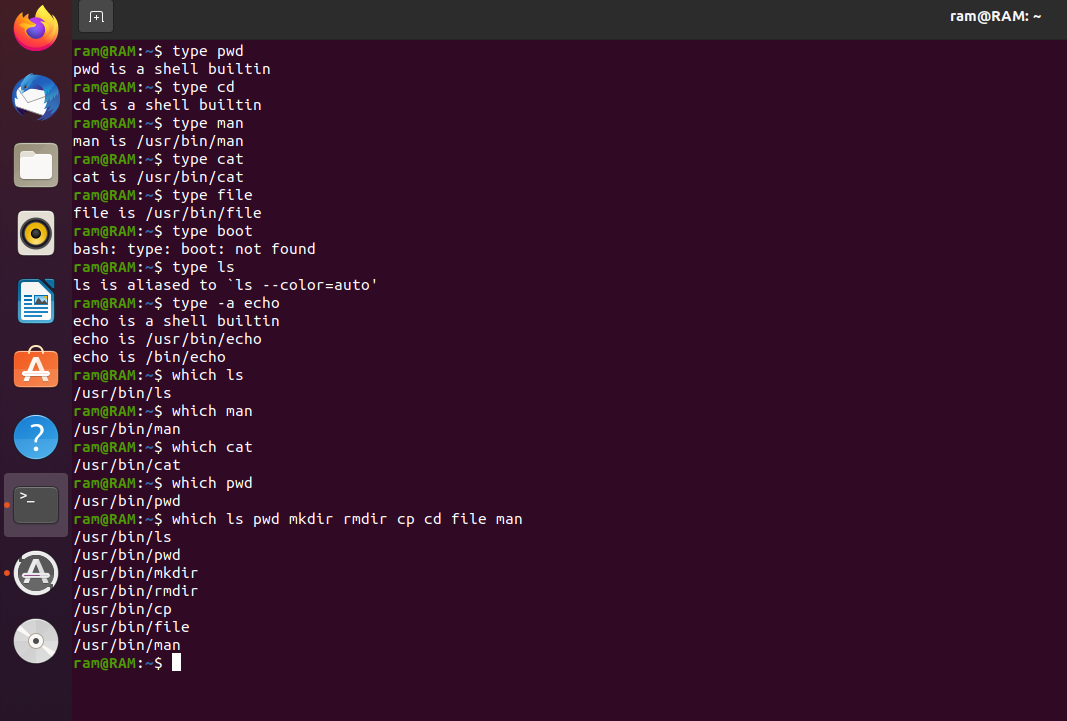 ram@RAM: ~
ram@RAM:~$ type pwd
pwd is a shell builtin
ram@RAM:~$ type cd
cd is a shell builtin
ram@RAM:~$ type man
man is /usr/bin/man
ram@RAM:~$ type cat
cat is /usr/bin/cat
ram@RAM:~$ type file
file is /usr/bin/file
ram@RAM:~$ type boot
bash: type: boot: not found
ram@RAM:~$ type ls
ls is aliased to `ls --color=auto'
ram@RAM:~$ type -a echo
echo is a shell builtin
echo is /usr/bin/echo
echo is /bin/echo
ram@RAM:~$ which ls
/usr/bin/ls
ram@RAM:~$ which man
/usr/bin/man
ram@RAM:~$ which cat
/usr/bin/cat
ram@RAM:~$ which pwd
/usr/bin/pwd
ram@RAM:~$ which ls pwd mkdir rmdir cp cd file man
/usr/bin/ls
/usr/bin/pwd
/usr/bin/mkdir
/usr/bin/rmdir
/usr/bin/cp
/usr/bin/file
/usr/bin/man
ram@RAM:~$